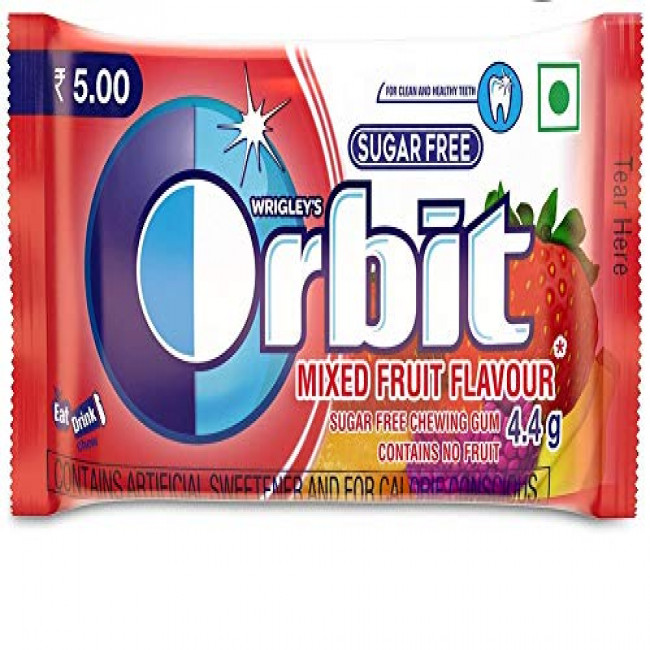 ₹ 5.00
FOR CLEAN AND HEALTHY TEETH
SUGAR FREE
WRIGLEY'S
Orbit
MIXED FRUIT FLAVOUR*
SUGAR FREE CHEWING GUM 4.4 g
CONTAINS NO FRUIT
Eat
Drink
Chew
CONTAINS ARTIFICIAL SWEETENER AND FOR CALORIE CONSCIOUS
Tear Here